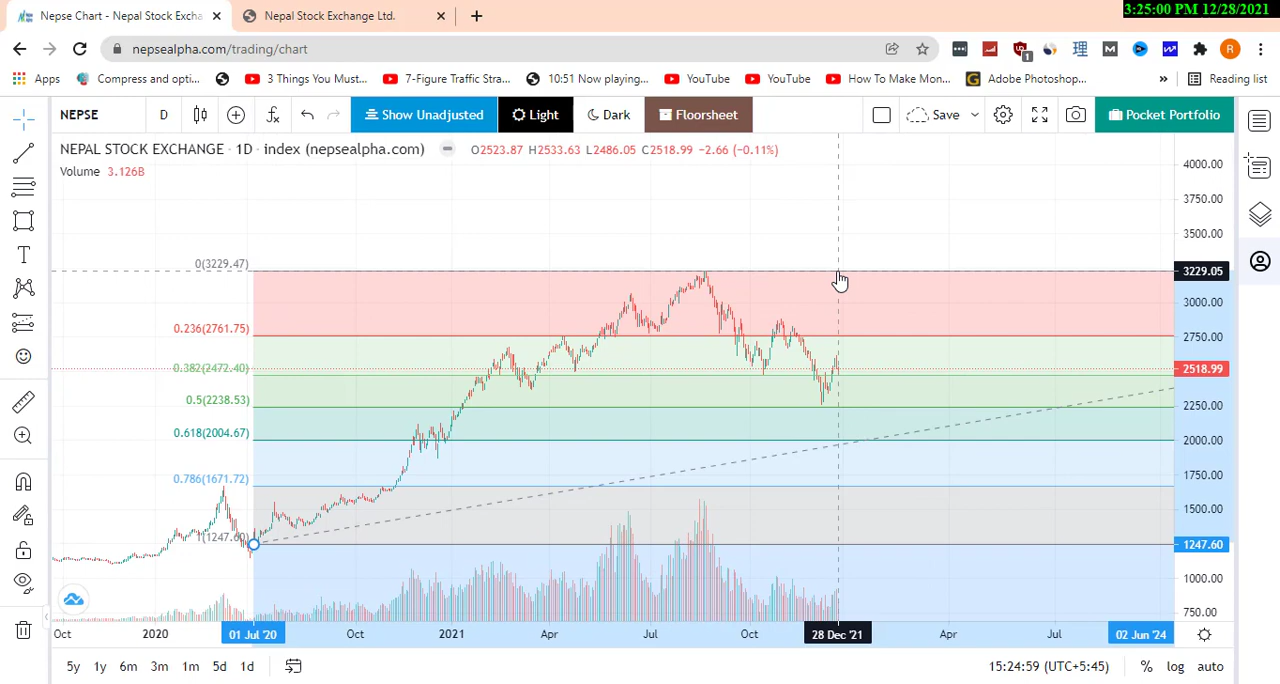 3:25:00 PM 12/28/2021
Nepse Chart - Nepal Stock Excha
Nepal Stock Exchange Ltd.
nepsealpha.com/trading/chart
R
Apps
Compress and opti...
3 Things You Must...
7-Figure Traffic Stra...
10:51 Now playing...
YouTube
YouTube
How To Make Mon...
Adobe Photoshop...
»
Reading list
NEPSE
D
Show Unadjusted
Light
Dark
Floorsheet
Save
Pocket Portfolio
NEPAL STOCK EXCHANGE · 1D · index (nepsealpha.com)
O2523.87 H2533.63 L2486.05 C2518.99 −2.66 (−0.11%)
Volume 3.126B
4000.00
3750.00
3500.00
0(3229.47)
3229.05
3000.00
0.236(2761.75)
2750.00
0.382(2472.40)
2518.99
0.5(2238.53)
2250.00
0.618(2004.67)
2000.00
0.786(1671.72)
1750.00
1500.00
1(1247.60)
1247.60
1000.00
750.00
Oct
2020
01 Jul '20
Oct
2021
Apr
Jul
Oct
28 Dec '21
Apr
Jul
02 Jun '24
5y
1y
6m
3m
1m
5d
1d
15:24:59 (UTC+5:45)
%
log
auto